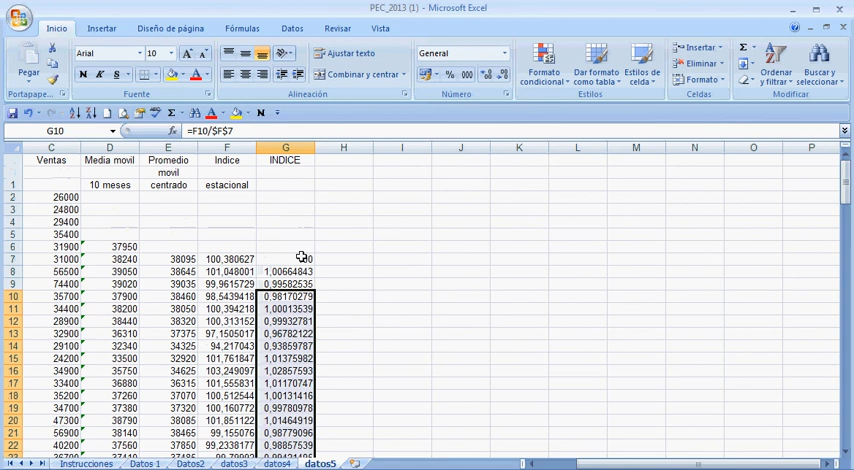 PEC_2013 (1) - Microsoft Excel
Inicio Insertar Diseño de página Fórmulas Datos Revisar Vista
Pegar Arial 10 Ajustar texto General Formato condicional Dar formato como tabla Estilos de celda Insertar Σ Ordenar y filtrar Buscar y seleccionar
N K S Combinar y centrar % 000 Eliminar
Formato
Portapape... Fuente Alineación Número Estilos Celdas Modificar
G10 fx =F10/$F$7
C D E F G H I J K L M N O P
Ventas Media movil Promedio Indice INDICE
movil
1 10 meses centrado estacional
2 26000
3 24800
4 29400
5 35400
6 31900 37950
7 31000 38240 38095 100,380627
8 56500 39050 38645 101,048001 1,00664843
9 74400 39020 39035 99,9615729 0,99582535
10 35700 37900 38460 98,5439418 0,98170279
11 34400 38200 38050 100,394218 1,00013539
12 28900 38440 38320 100,313152 0,99932781
13 32900 36310 37375 97,1505017 0,96782122
14 29100 32340 34325 94,217043 0,93859787
15 24200 33500 32920 101,761847 1,01375982
16 34900 35750 34625 103,249097 1,02857593
17 33400 36880 36315 101,555831 1,01170747
18 35200 37260 37070 100,512544 1,00131416
19 34700 37380 37320 100,160772 0,99780978
20 47300 38790 38085 101,851122 1,01464919
21 56900 38140 38465 99,155076 0,98779096
22 40200 37560 37850 99,2338177 0,98857539
Instrucciones Datos 1 Datos2 datos3 datos4 datos5